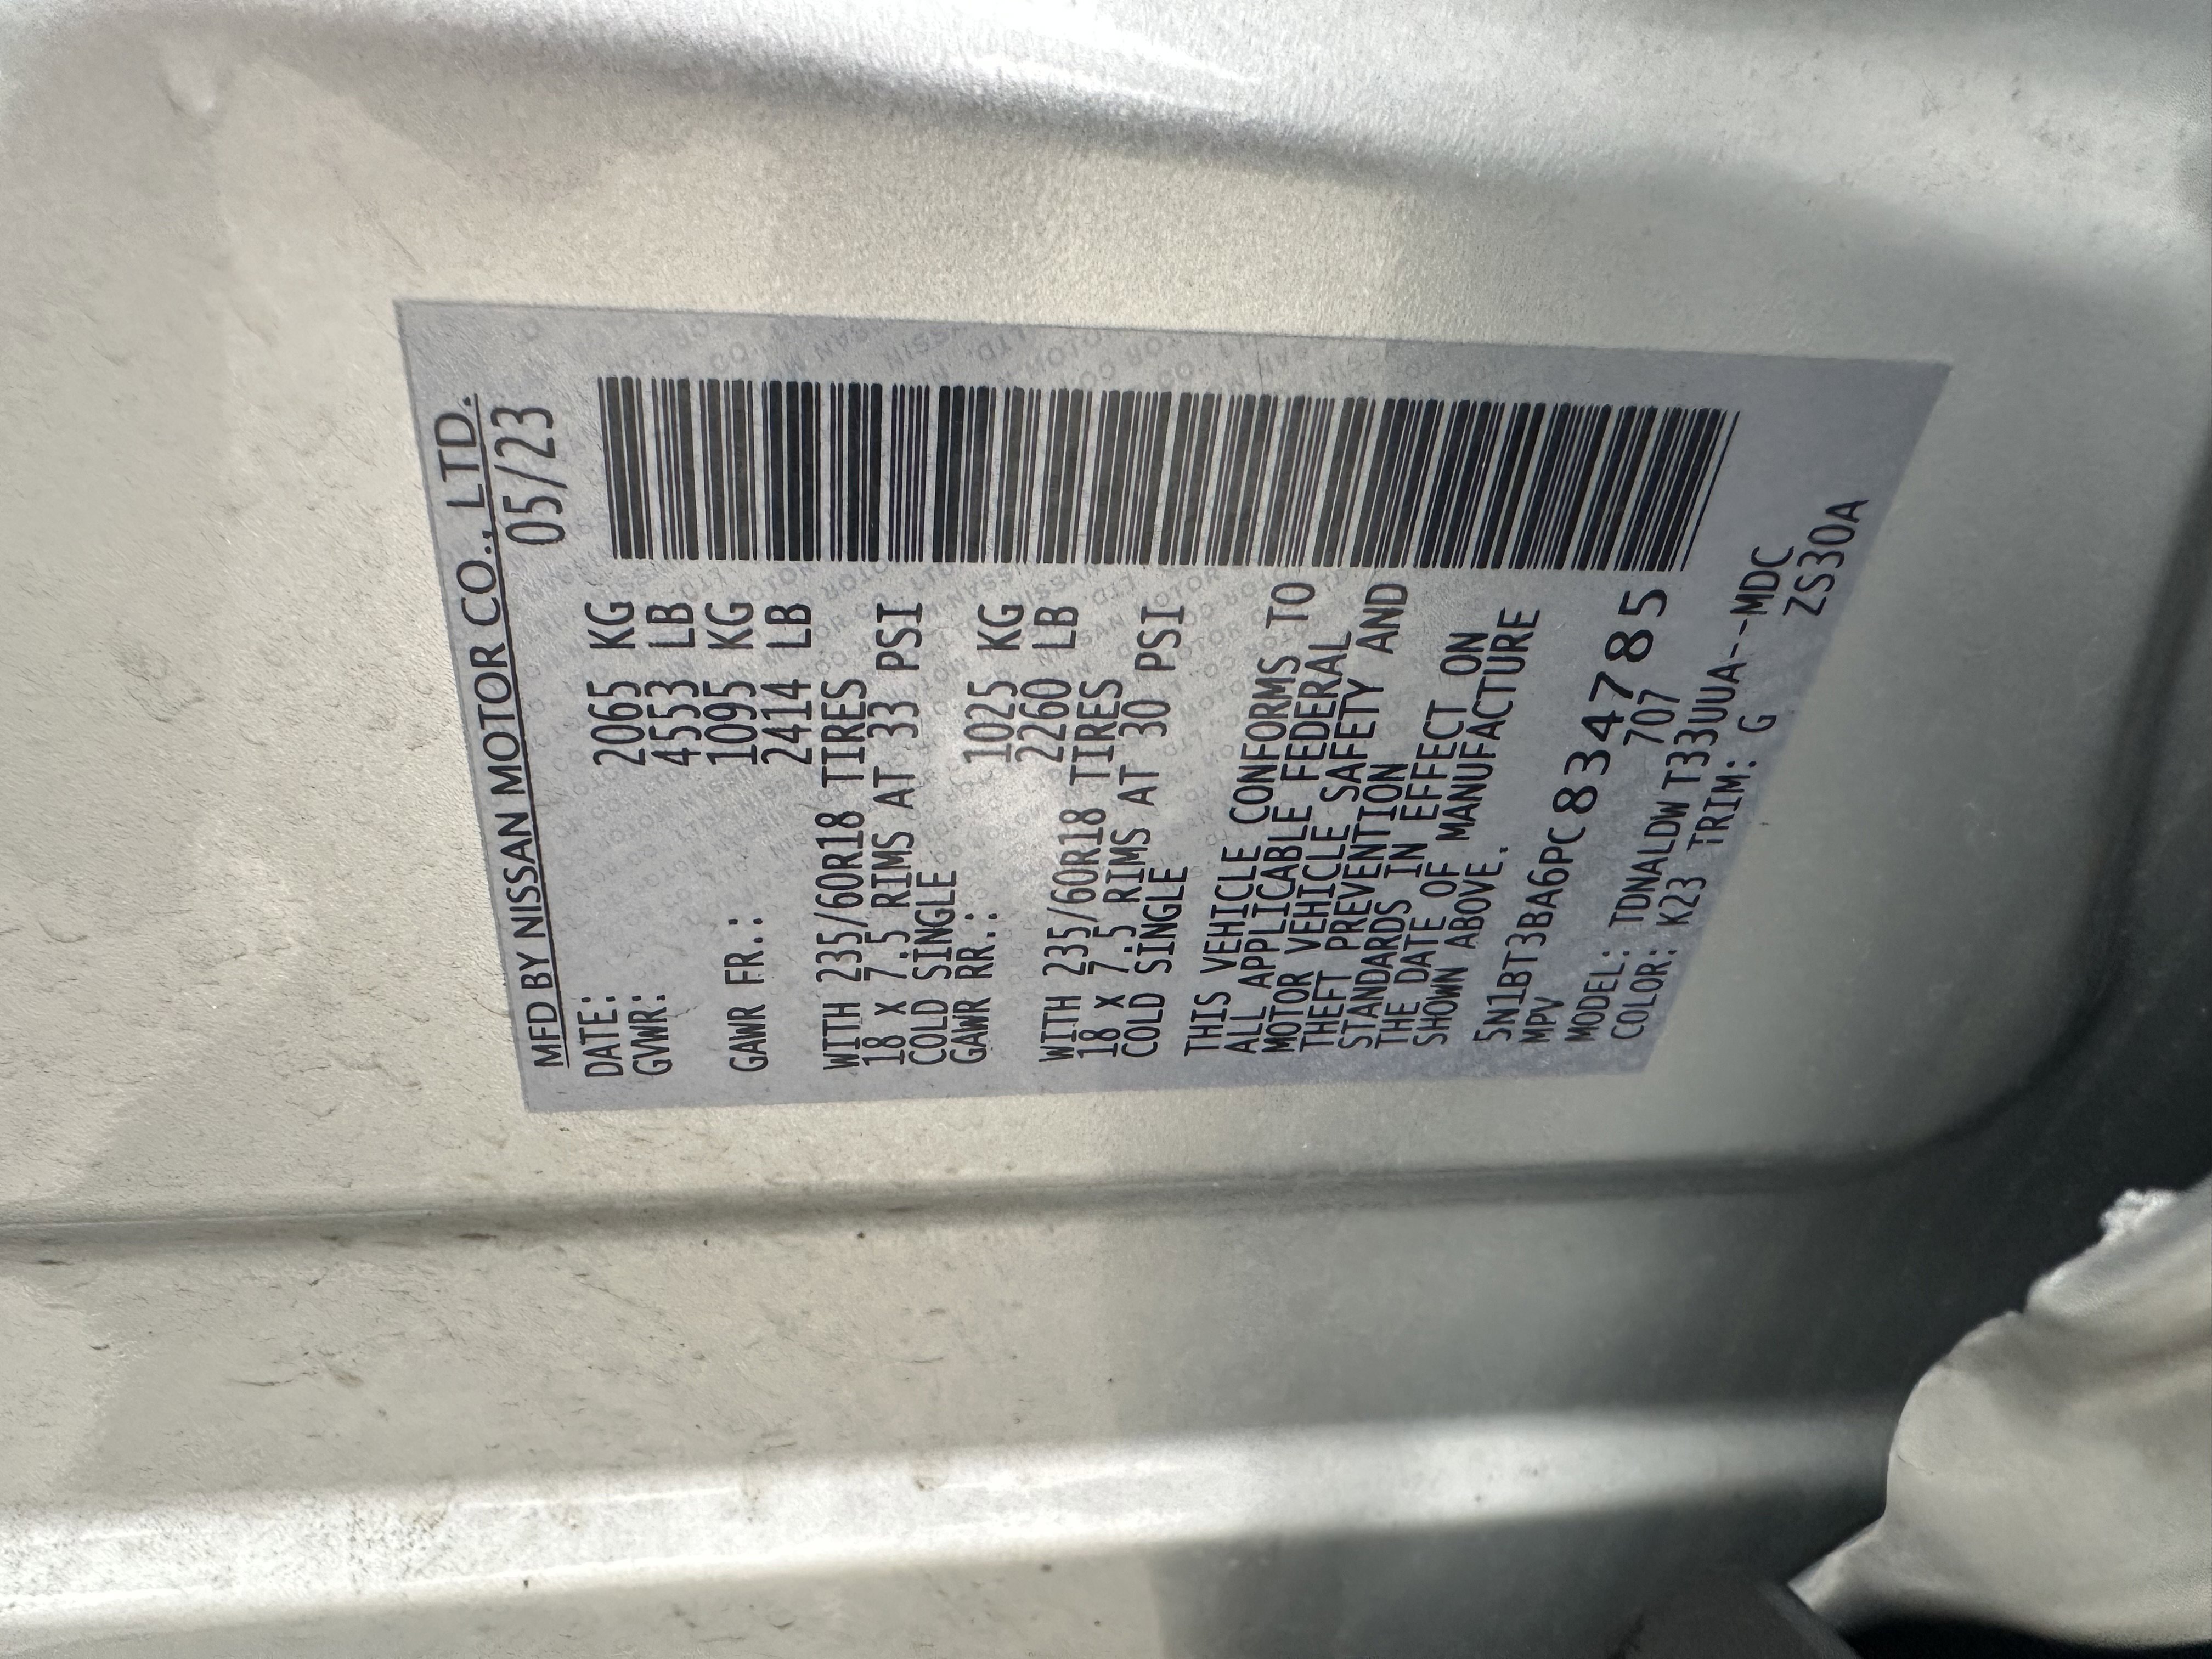 MFD BY NISSAN MOTOR CO., LTD.
DATE: 05/23
GVWR: 2065 KG
4553 LB
GAWR FR.: 1095 KG
2414 LB
WITH 235/60R18 TIRES
18 X 7.5 RIMS AT 33 PSI
COLD SINGLE
GAWR RR.: 1025 KG
2260 LB
WITH 235/60R18 TIRES
18 X 7.5 RIMS AT 30 PSI
COLD SINGLE
THIS VEHICLE CONFORMS TO
ALL APPLICABLE FEDERAL
MOTOR VEHICLE SAFETY AND
THEFT PREVENTION
STANDARDS IN EFFECT ON
THE DATE OF MANUFACTURE
SHOWN ABOVE.
5N1BT3BA6PC834785
MPV 707
MODEL: TDNALDWT33UUA--MDC
COLOR: K23 TRIM: G ZS30A